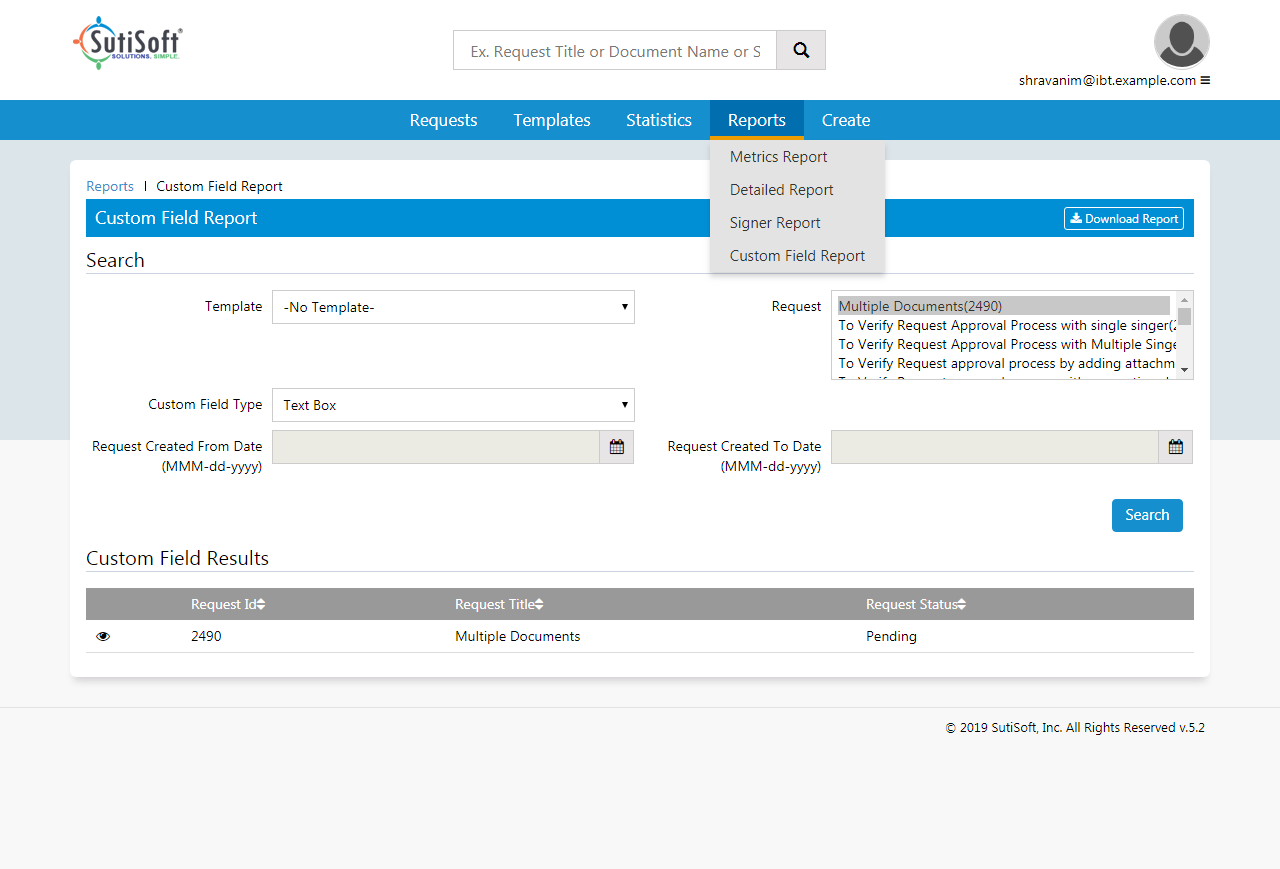 SutiSoft®
SOLUTIONS. SIMPLE.
Ex. Request Title or Document Name or S
shravanim@ibt.example.com
Requests Templates Statistics Reports Create
Metrics Report
Detailed Report
Signer Report
Custom Field Report
Reports | Custom Field Report
Custom Field Report Download Report
Search
Template -No Template- Request
Multiple Documents(2490)
To Verify Request Approval Process with single singer(2
To Verify Request Approval Process with Multiple Singe
To Verify Request approval process by adding attachm
Custom Field Type Text Box
Request Created From Date Request Created To Date
(MMM-dd-yyyy) (MMM-dd-yyyy)
Search
Custom Field Results
Request Id Request Title Request Status
2490 Multiple Documents Pending
© 2019 SutiSoft, Inc. All Rights Reserved v.5.2